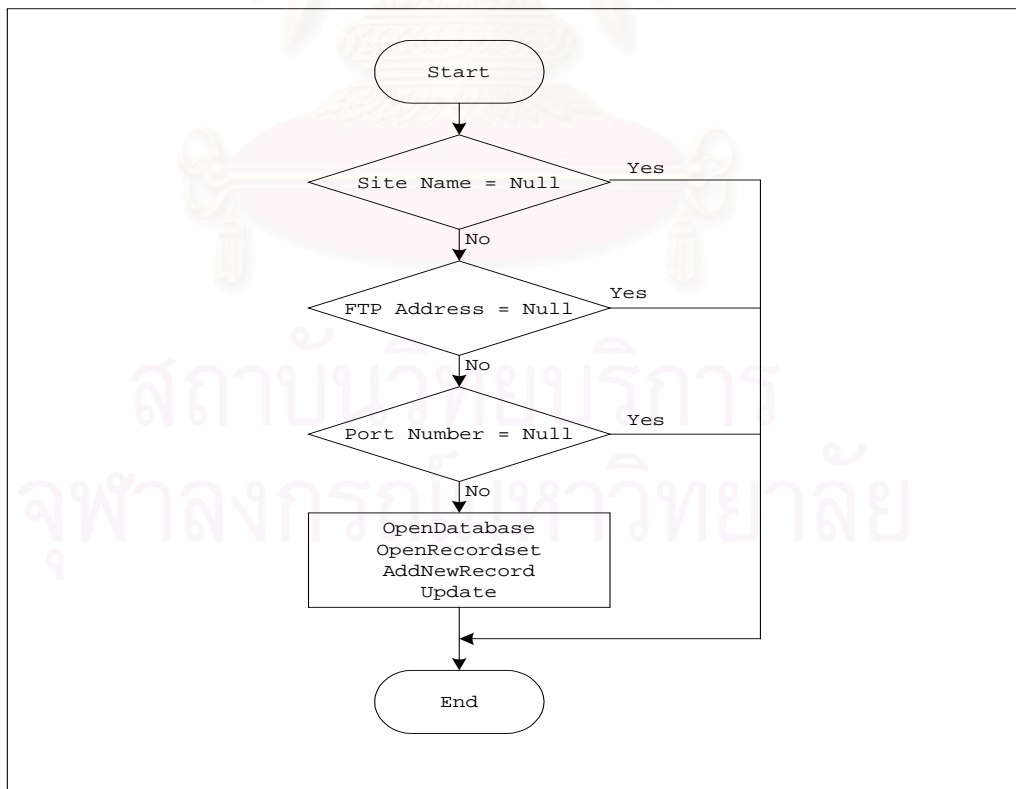 Start
Site Name = Null
Yes
No
FTP Address = Null
Yes
No
Port Number = Null
Yes
No
OpenDatabase
OpenRecordset
AddNewRecord
Update
End
สถาบันวิทยบริการ
จุฬาลงกรณ์มหาวิทยาลัย